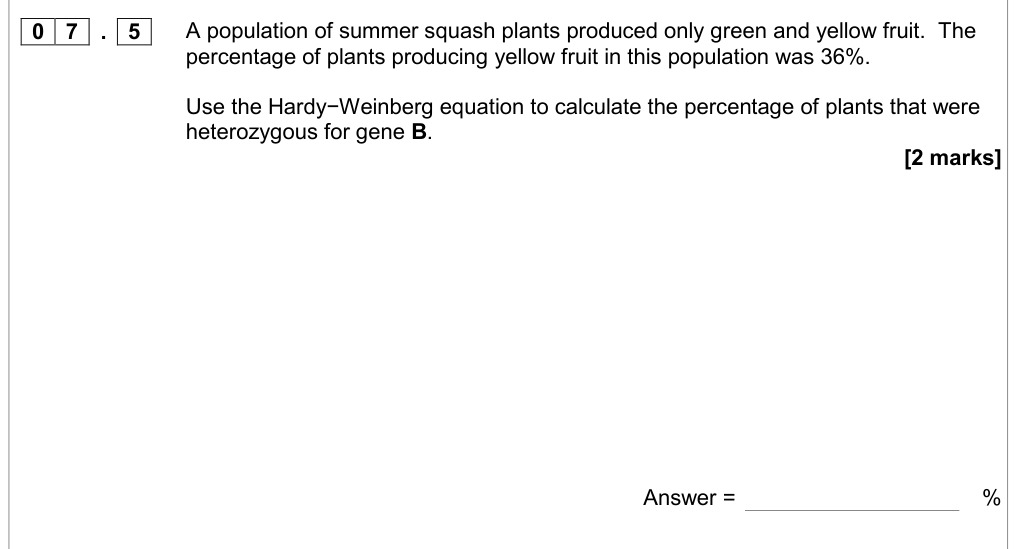 0 7 . 5 A population of summer squash plants produced only green and yellow fruit. The
percentage of plants producing yellow fruit in this population was 36%.
Use the Hardy–Weinberg equation to calculate the percentage of plants that were
heterozygous for gene B.
[2 marks]
Answer = ____________________ %